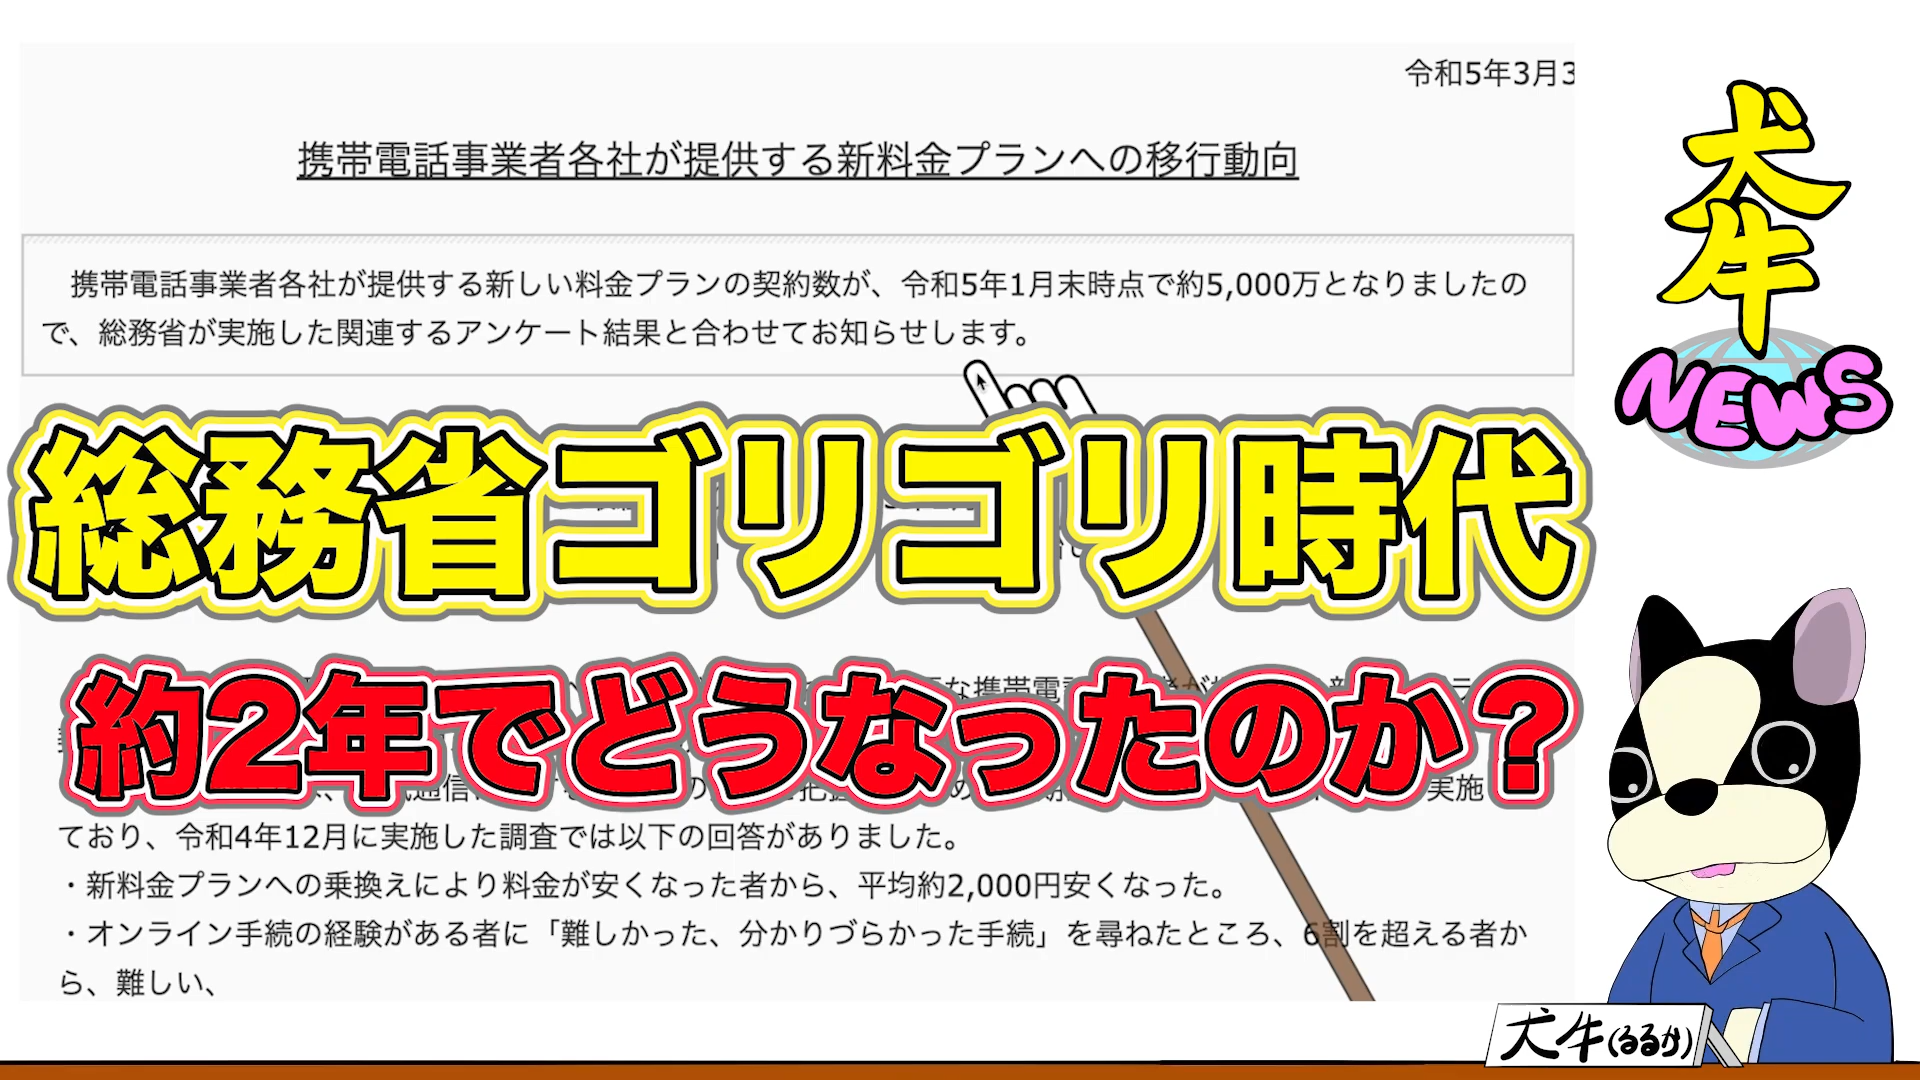 令和5年3月3
携帯電話事業者各社が提供する新料金プランへの移行動向
携帯電話事業者各社が提供する新しい料金プランの契約数が、令和5年1月末時点で約5,000万となりましたの
で、総務省が実施した関連するアンケート結果と合わせてお知らせします。
総務省ゴリゴリ時代
約2年でどうなったのか？
な携帯電
実施
ており、令和4年12月に実施した調査では以下の回答がありました。
・新料金プランへの乗換えにより料金が安くなった者から、平均約2,000円安くなった。
・オンライン手続の経験がある者に「難しかった、分かりづらかった手続」を尋ねたところ、6割を超える者か
ら、難しい、
犬牛
NEWS
犬牛(るるか)